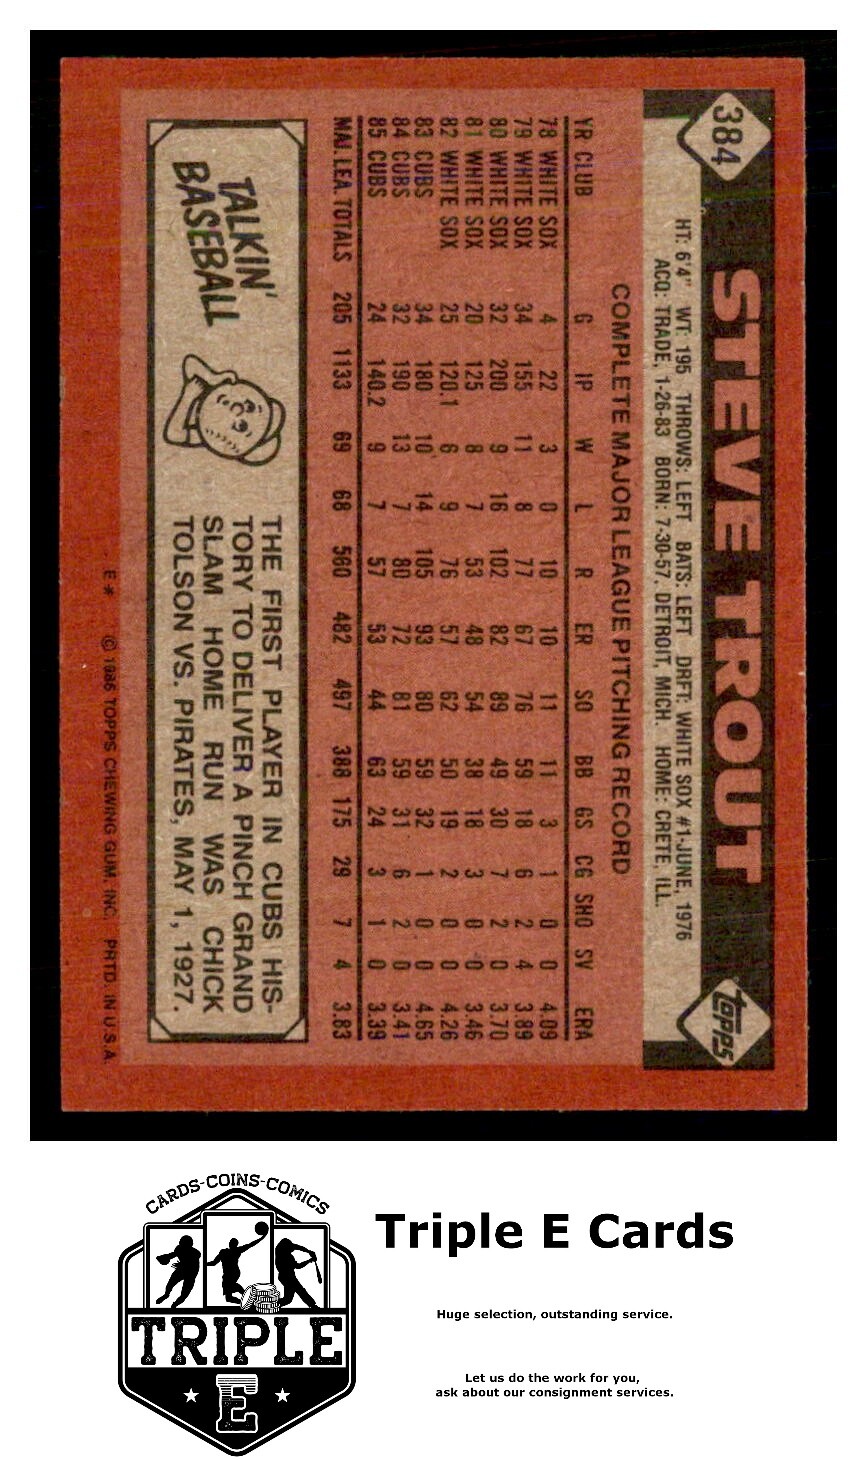 384
STEVE TROUT
topps
HT: 6'4" WT: 195 THROWS: LEFT BATS: LEFT DRFT: WHITE SOX #1-JUNE, 1976
ACQ: TRADE, 1-26-83 BORN: 7-30-57, DETROIT, MICH. HOME: CRETE, ILL.
COMPLETE MAJOR LEAGUE PITCHING RECORD
YR CLUB G IP W L R ER SO BB GS CG SHO SV ERA
78 WHITE SOX 4 22 3 0 10 10 11 11 3 1 0 0 4.09
79 WHITE SOX 34 155 11 8 77 67 76 59 18 6 2 4 3.89
80 WHITE SOX 32 200 9 16 102 82 89 49 30 7 2 0 3.70
81 WHITE SOX 20 125 8 7 53 48 54 38 18 3 0 0 3.46
82 WHITE SOX 25 120.1 6 9 76 57 62 50 19 2 0 0 4.26
83 CUBS 34 180 10 14 105 93 80 59 32 1 0 0 4.65
84 CUBS 32 190 13 7 80 72 81 59 31 6 2 0 3.41
85 CUBS 24 140.2 9 7 57 53 44 63 24 3 1 0 3.39
MAJ. LEA. TOTALS 205 1133 69 68 560 482 497 388 175 29 7 4 3.83
TALKIN'
BASEBALL
THE FIRST PLAYER IN CUBS HIS-
TORY TO DELIVER A PINCH GRAND
SLAM HOME RUN WAS CHICK
TOLSON VS. PIRATES, MAY 1, 1927.
E* © 1986 TOPPS CHEWING GUM, INC. PRTD. IN U.S.A.
CARDS-COINS-COMICS
TRIPLE
E
Triple E Cards
Huge selection, outstanding service.
Let us do the work for you,
ask about our consignment services.